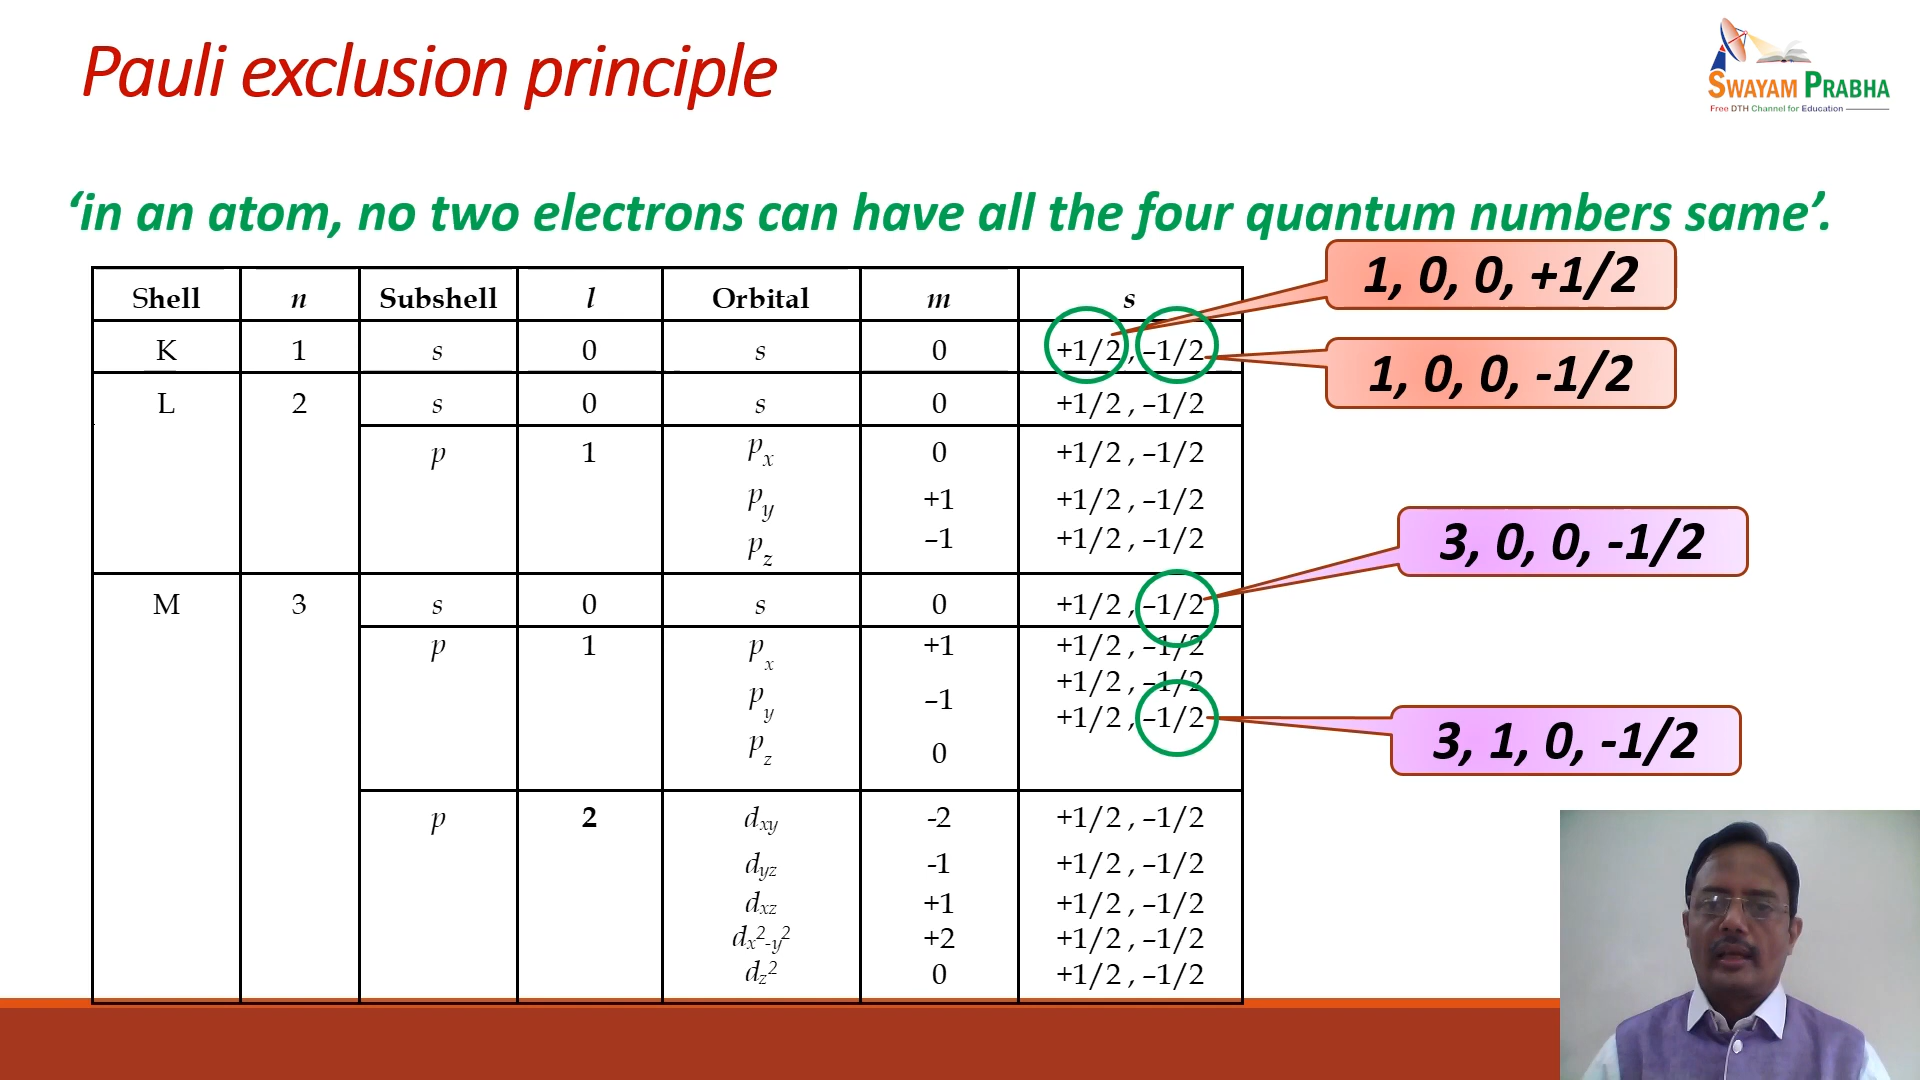 Pauli exclusion principle
SWAYAM PRABHA
Free DTH Channel for Education
‘in an atom, no two electrons can have all the four quantum numbers same’.
1, 0, 0, +1/2
Shell n Subshell l Orbital m s
K 1 s 0 s 0 +1/2 , –1/2
1, 0, 0, -1/2
L 2 s 0 s 0 +1/2 , –1/2
p 1 px 0 +1/2 , –1/2
py +1 +1/2 , –1/2
pz –1 +1/2 , –1/2
3, 0, 0, -1/2
M 3 s 0 s 0 +1/2 , –1/2
p 1 px +1 +1/2 , –1/2
py –1 +1/2 , –1/2
pz 0 +1/2 , –1/2
3, 1, 0, -1/2
p 2 dxy -2 +1/2 , –1/2
dyz -1 +1/2 , –1/2
dxz +1 +1/2 , –1/2
dx²-y² +2 +1/2 , –1/2
dz² 0 +1/2 , –1/2